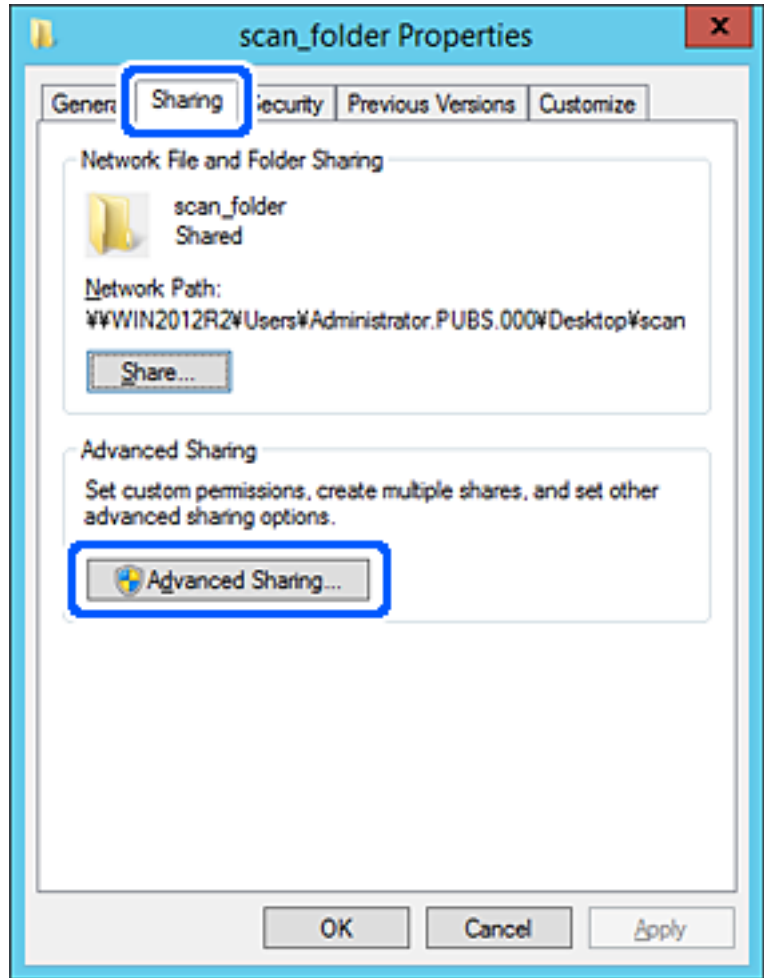 scan_folder Properties
x
General Sharing Security Previous Versions Customize
Network File and Folder Sharing
scan_folder
Shared
Network Path:
¥¥WIN2012R2¥Users¥Administrator.PUBS.000¥Desktop¥scan
Share...
Advanced Sharing
Set custom permissions, create multiple shares, and set other
advanced sharing options.
Advanced Sharing...
OK Cancel Apply